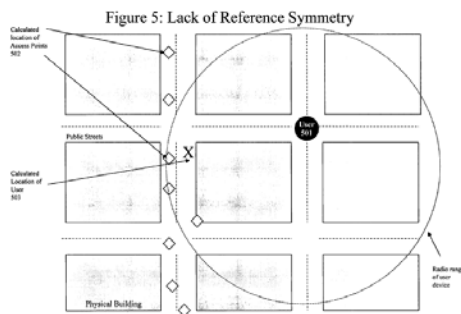 Figure 5: Lack of Reference Symmetry
Calculated
location of
Access Points
502
User
501
Public Streets
X
Calculated
Location of
User
503
Radio range
of user
device
Physical Building